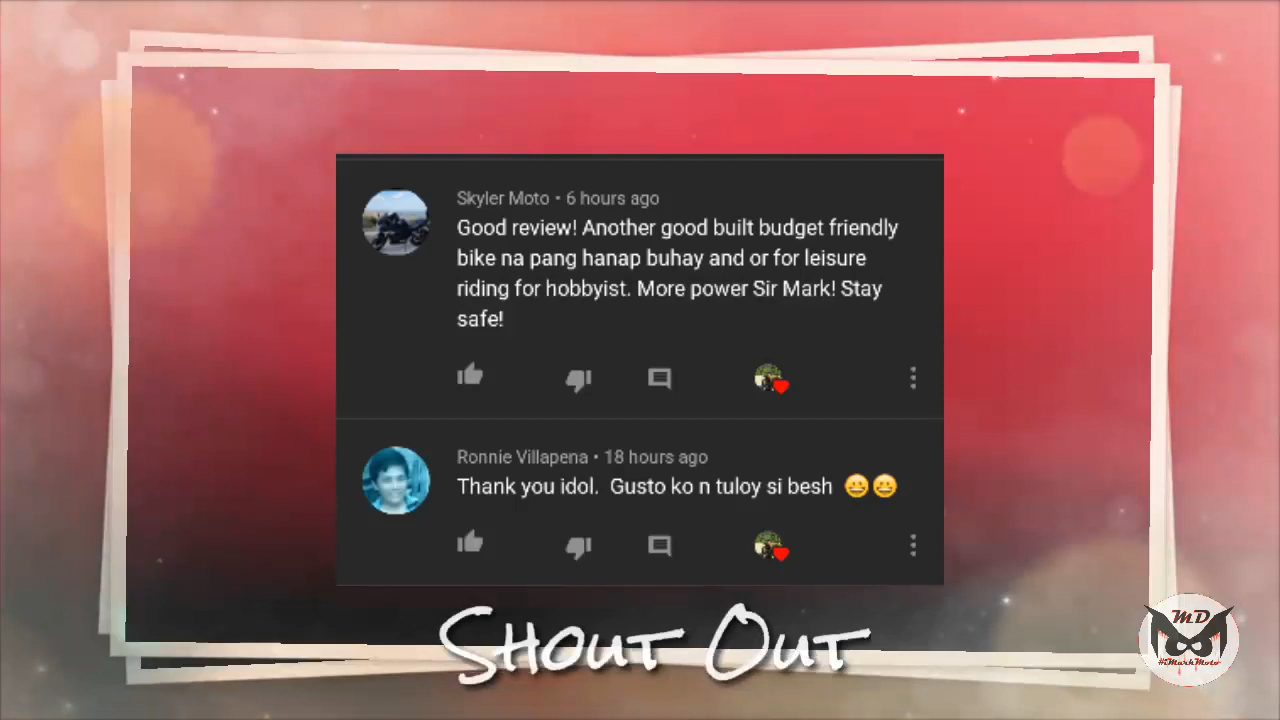 Skyler Moto • 6 hours ago
Good review! Another good built budget friendly
bike na pang hanap buhay and or for leisure
riding for hobbyist. More power Sir Mark! Stay
safe!
Ronnie Villapena • 18 hours ago
Thank you idol.  Gusto ko n tuloy si besh 😀😀
Shout Out
MD
#iMarkMoto